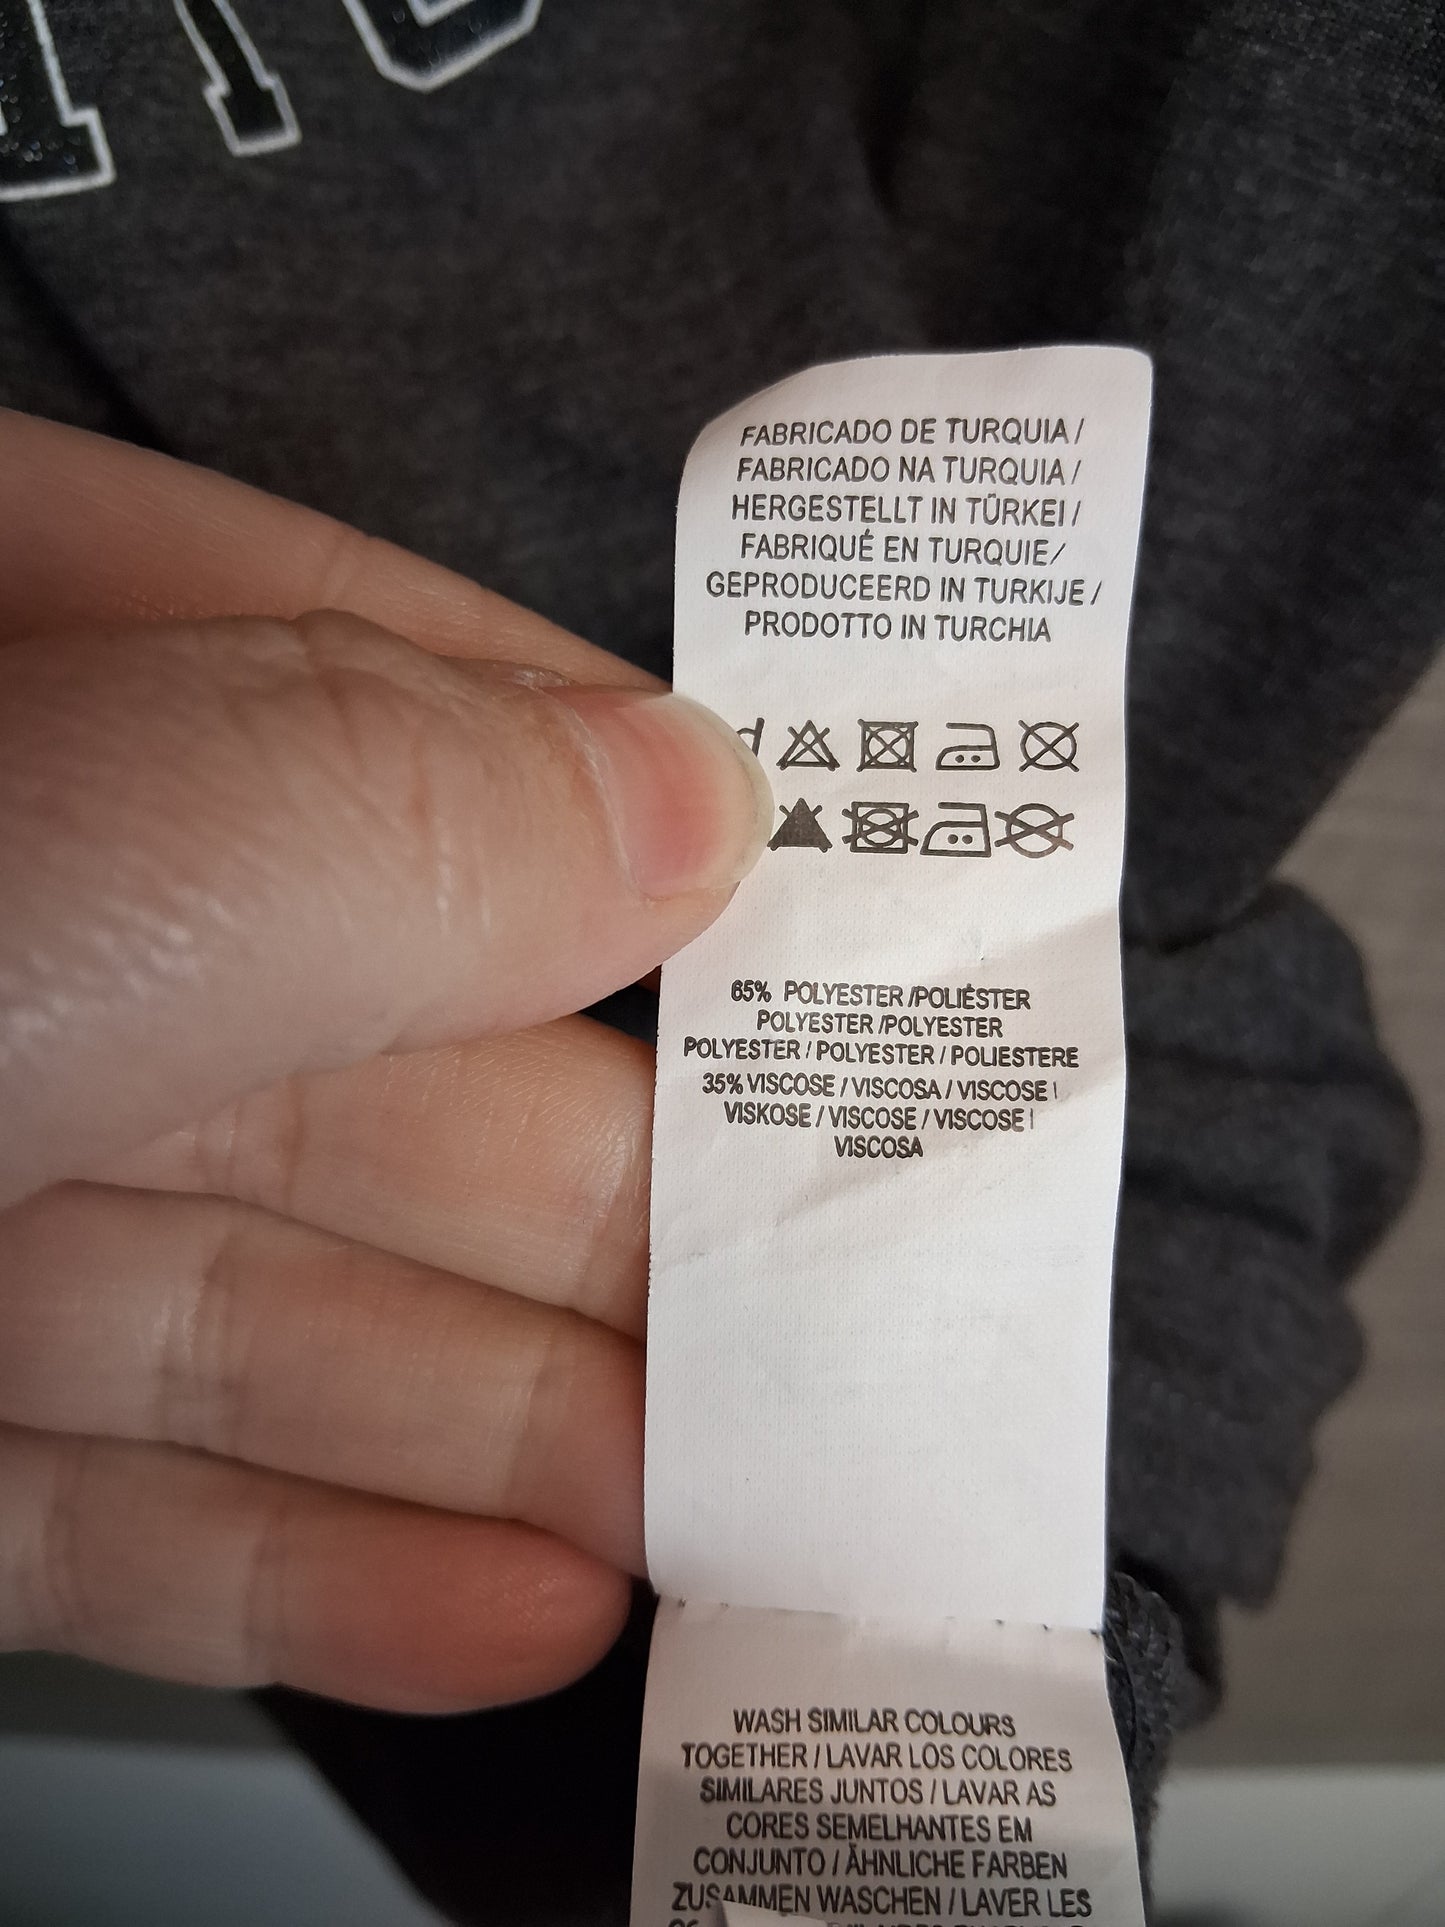 FABRICADO DE TURQUIA /
FABRICADO NA TURQUIA /
HERGESTELLT IN TÜRKEI /
FABRIQUÉ EN TURQUIE/
GEPRODUCEERD IN TURKIJE /
PRODOTTO IN TURCHIA
65% POLYESTER /POLIÉSTER
POLYESTER /POLYESTER
POLYESTER / POLYESTER / POLIESTERE
35% VISCOSE / VISCOSA / VISCOSE /
VISKOSE / VISCOSE / VISCOSE /
VISCOSA
WASH SIMILAR COLOURS
TOGETHER / LAVAR LOS COLORES
SIMILARES JUNTOS / LAVAR AS
CORES SEMELHANTES EM
CONJUNTO / ÄHNLICHE FARBEN
ZUSAMMEN WASCHEN / LAVER LES